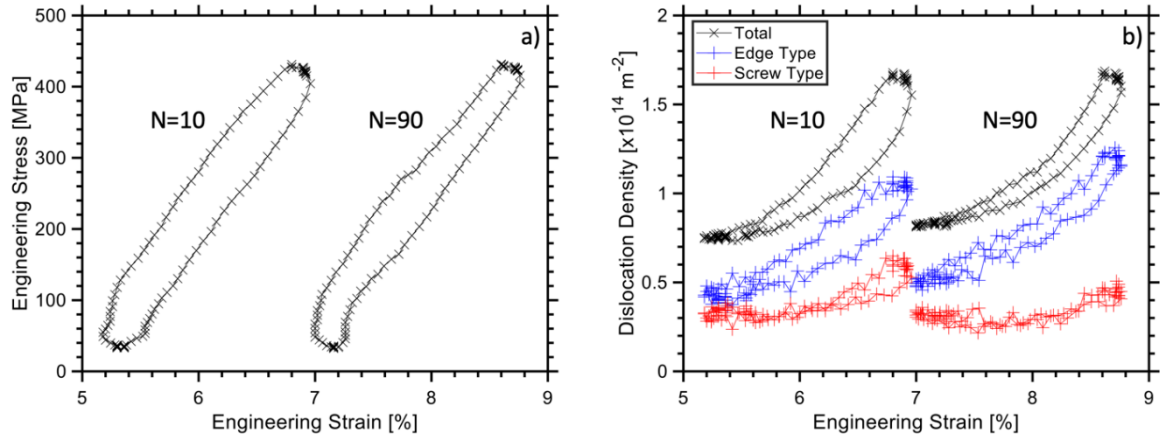 a)
N=10
N=90
500
400
300
200
100
0
Engineering Stress [MPa]
5
6
7
8
9
Engineering Strain [%]
b)
Total
Edge Type
Screw Type
N=10
N=90
2
1.5
1
0.5
0
Dislocation Density [x10¹⁴ m⁻²]
5
6
7
8
9
Engineering Strain [%]